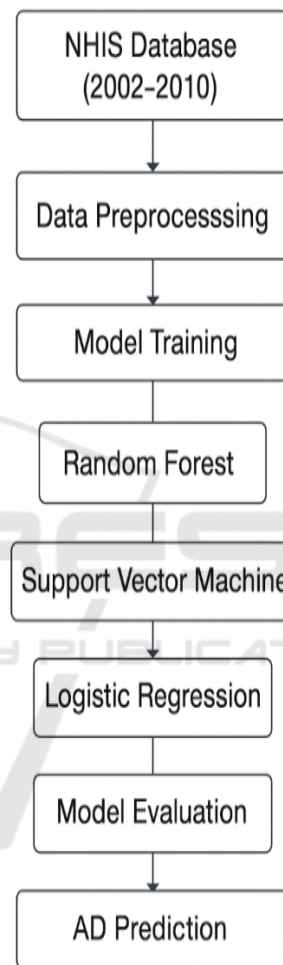 NHIS Database
(2002–2010)
Data Preprocesssing
Model Training
Random Forest
Support Vector Machine
Logistic Regression
Model Evaluation
AD Prediction